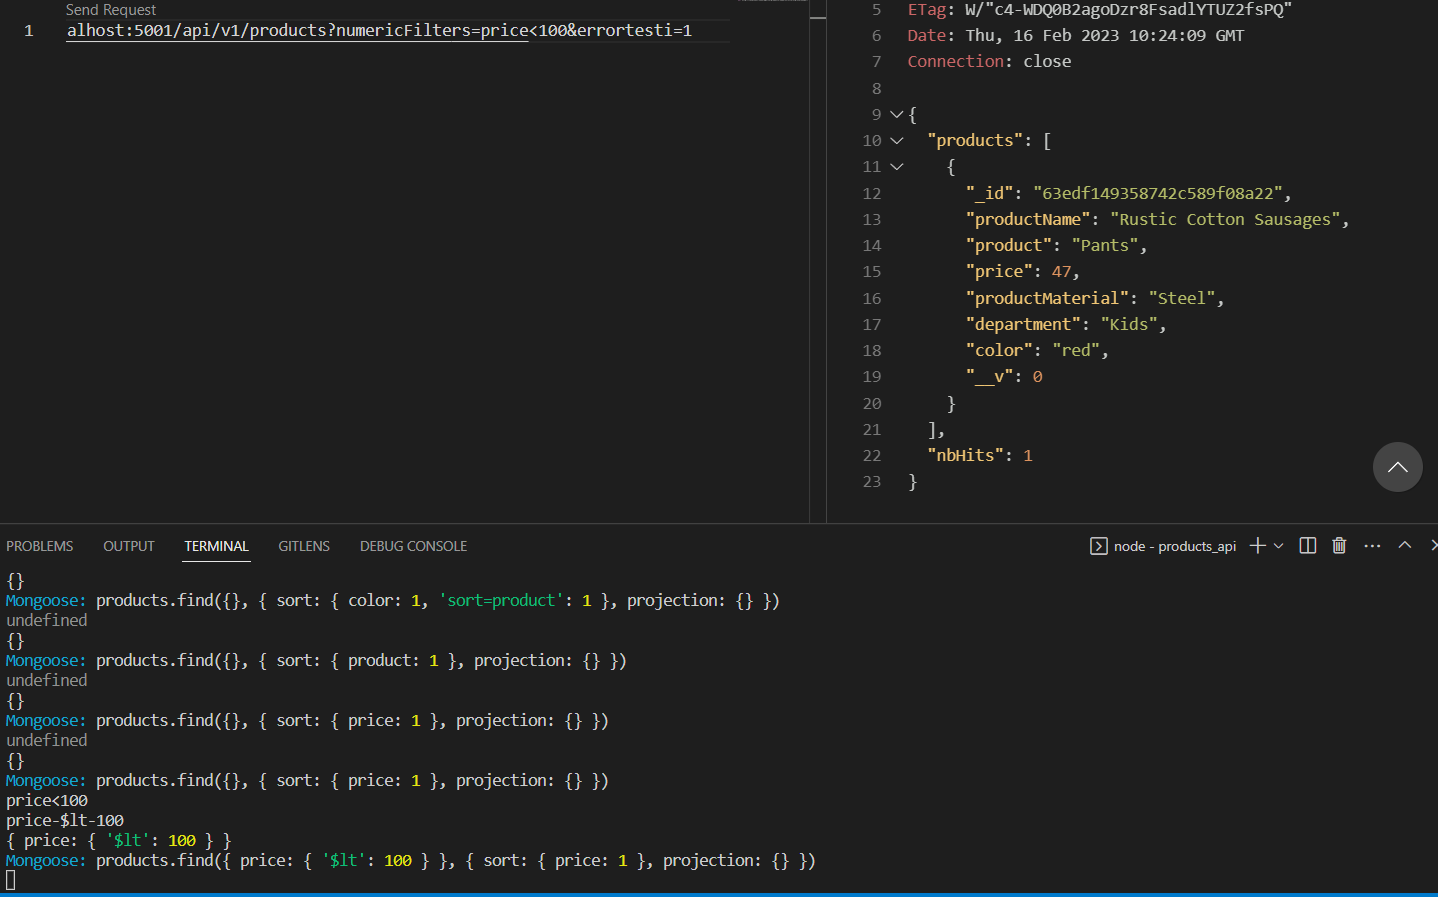 Send Request
1 alhost:5001/api/v1/products?numericFilters=price<100&errortesti=1
5 ETag: W/"c4-WDQ0B2agoDzr8FsadlYTUZ2fsPQ"
6 Date: Thu, 16 Feb 2023 10:24:09 GMT
7 Connection: close
8
9 {
10 "products": [
11 {
12 "_id": "63edf149358742c589f08a22",
13 "productName": "Rustic Cotton Sausages",
14 "product": "Pants",
15 "price": 47,
16 "productMaterial": "Steel",
17 "department": "Kids",
18 "color": "red",
19 "__v": 0
20 }
21 ],
22 "nbHits": 1
23 }
PROBLEMS OUTPUT TERMINAL GITLENS DEBUG CONSOLE node - products_api
{}
Mongoose: products.find({}, { sort: { color: 1, 'sort=product': 1 }, projection: {} })
undefined
{}
Mongoose: products.find({}, { sort: { product: 1 }, projection: {} })
undefined
{}
Mongoose: products.find({}, { sort: { price: 1 }, projection: {} })
undefined
{}
Mongoose: products.find({}, { sort: { price: 1 }, projection: {} })
price<100
price-$lt-100
{ price: { '$lt': 100 } }
Mongoose: products.find({ price: { '$lt': 100 } }, { sort: { price: 1 }, projection: {} })